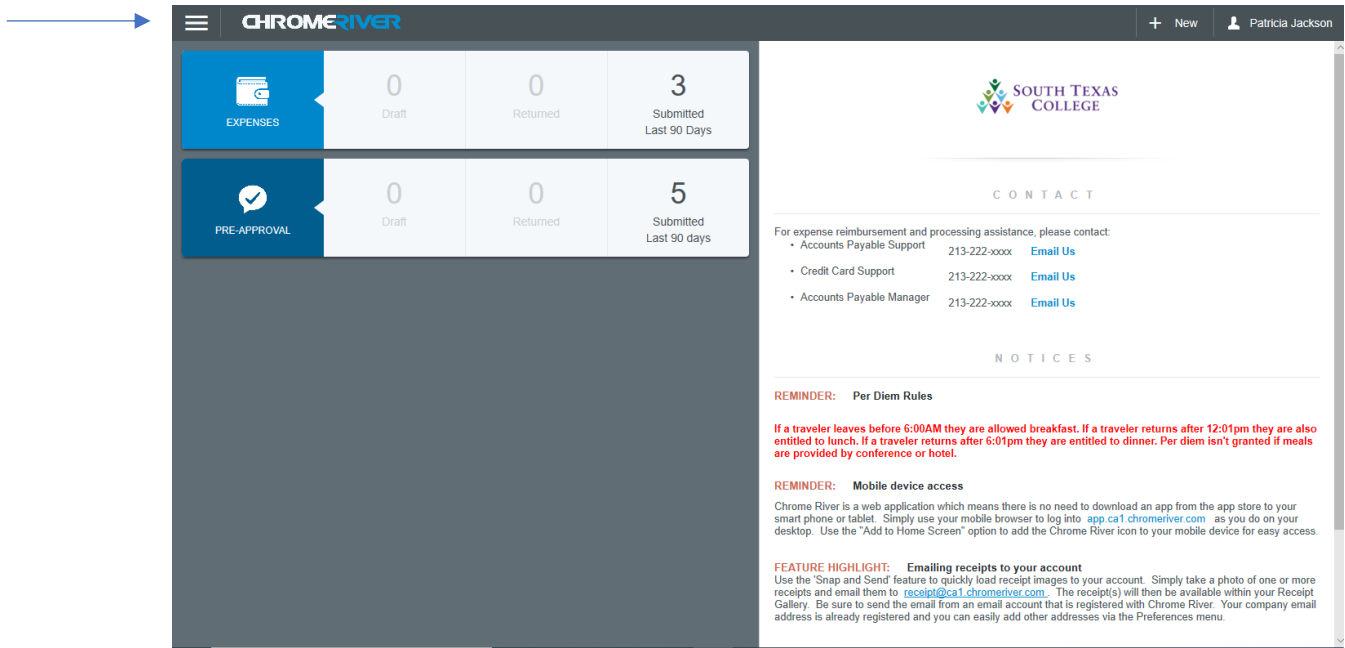 CHROMERIVER
+ New
Patricia Jackson
EXPENSES
0
Draft
0
Returned
3
Submitted
Last 90 Days
PRE-APPROVAL
0
Draft
0
Returned
5
Submitted
Last 90 days
SOUTH TEXAS
COLLEGE
CONTACT
For expense reimbursement and processing assistance, please contact:
• Accounts Payable Support 213-222-xxxx Email Us
• Credit Card Support 213-222-xxxx Email Us
• Accounts Payable Manager 213-222-xxxx Email Us
NOTICES
REMINDER: Per Diem Rules
If a traveler leaves before 6:00AM they are allowed breakfast. If a traveler returns after 12:01pm they are also
entitled to lunch. If a traveler returns after 6:01pm they are entitled to dinner. Per diem isn't granted if meals
are provided by conference or hotel.
REMINDER: Mobile device access
Chrome River is a web application which means there is no need to download an app from the app store to your
smart phone or tablet. Simply use your mobile browser to log into app.ca1.chromeriver.com as you do on your
desktop. Use the "Add to Home Screen" option to add the Chrome River icon to your mobile device for easy access.
FEATURE HIGHLIGHT: Emailing receipts to your account
Use the 'Snap and Send' feature to quickly load receipt images to your account. Simply take a photo of one or more
receipts and email them to receipt@ca1.chromeriver.com . The receipt(s) will then be available within your Receipt
Gallery. Be sure to send the email from an email account that is registered with Chrome River. Your company email
address is already registered and you can easily add other addresses via the Preferences menu.